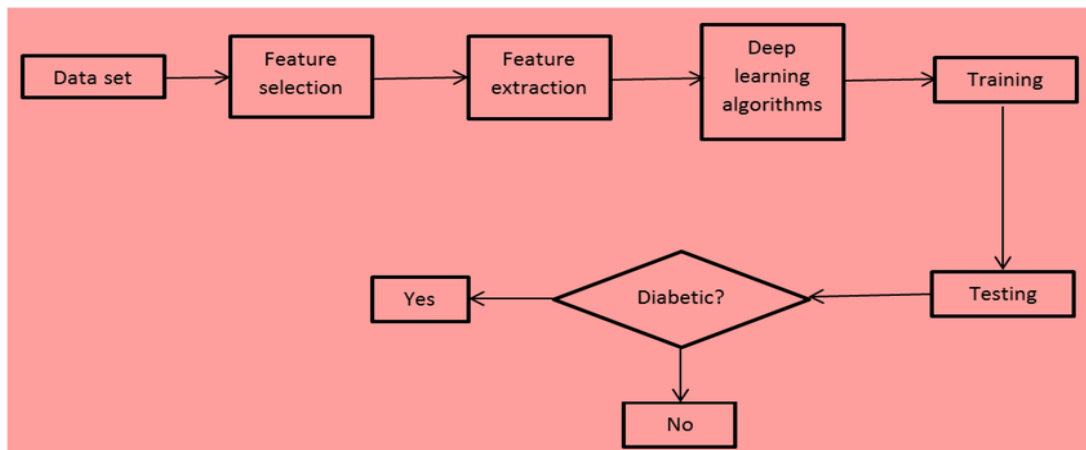 Data set
Feature
selection
Feature
extraction
Deep
learning
algorithms
Training
Testing
Diabetic?
Yes
No